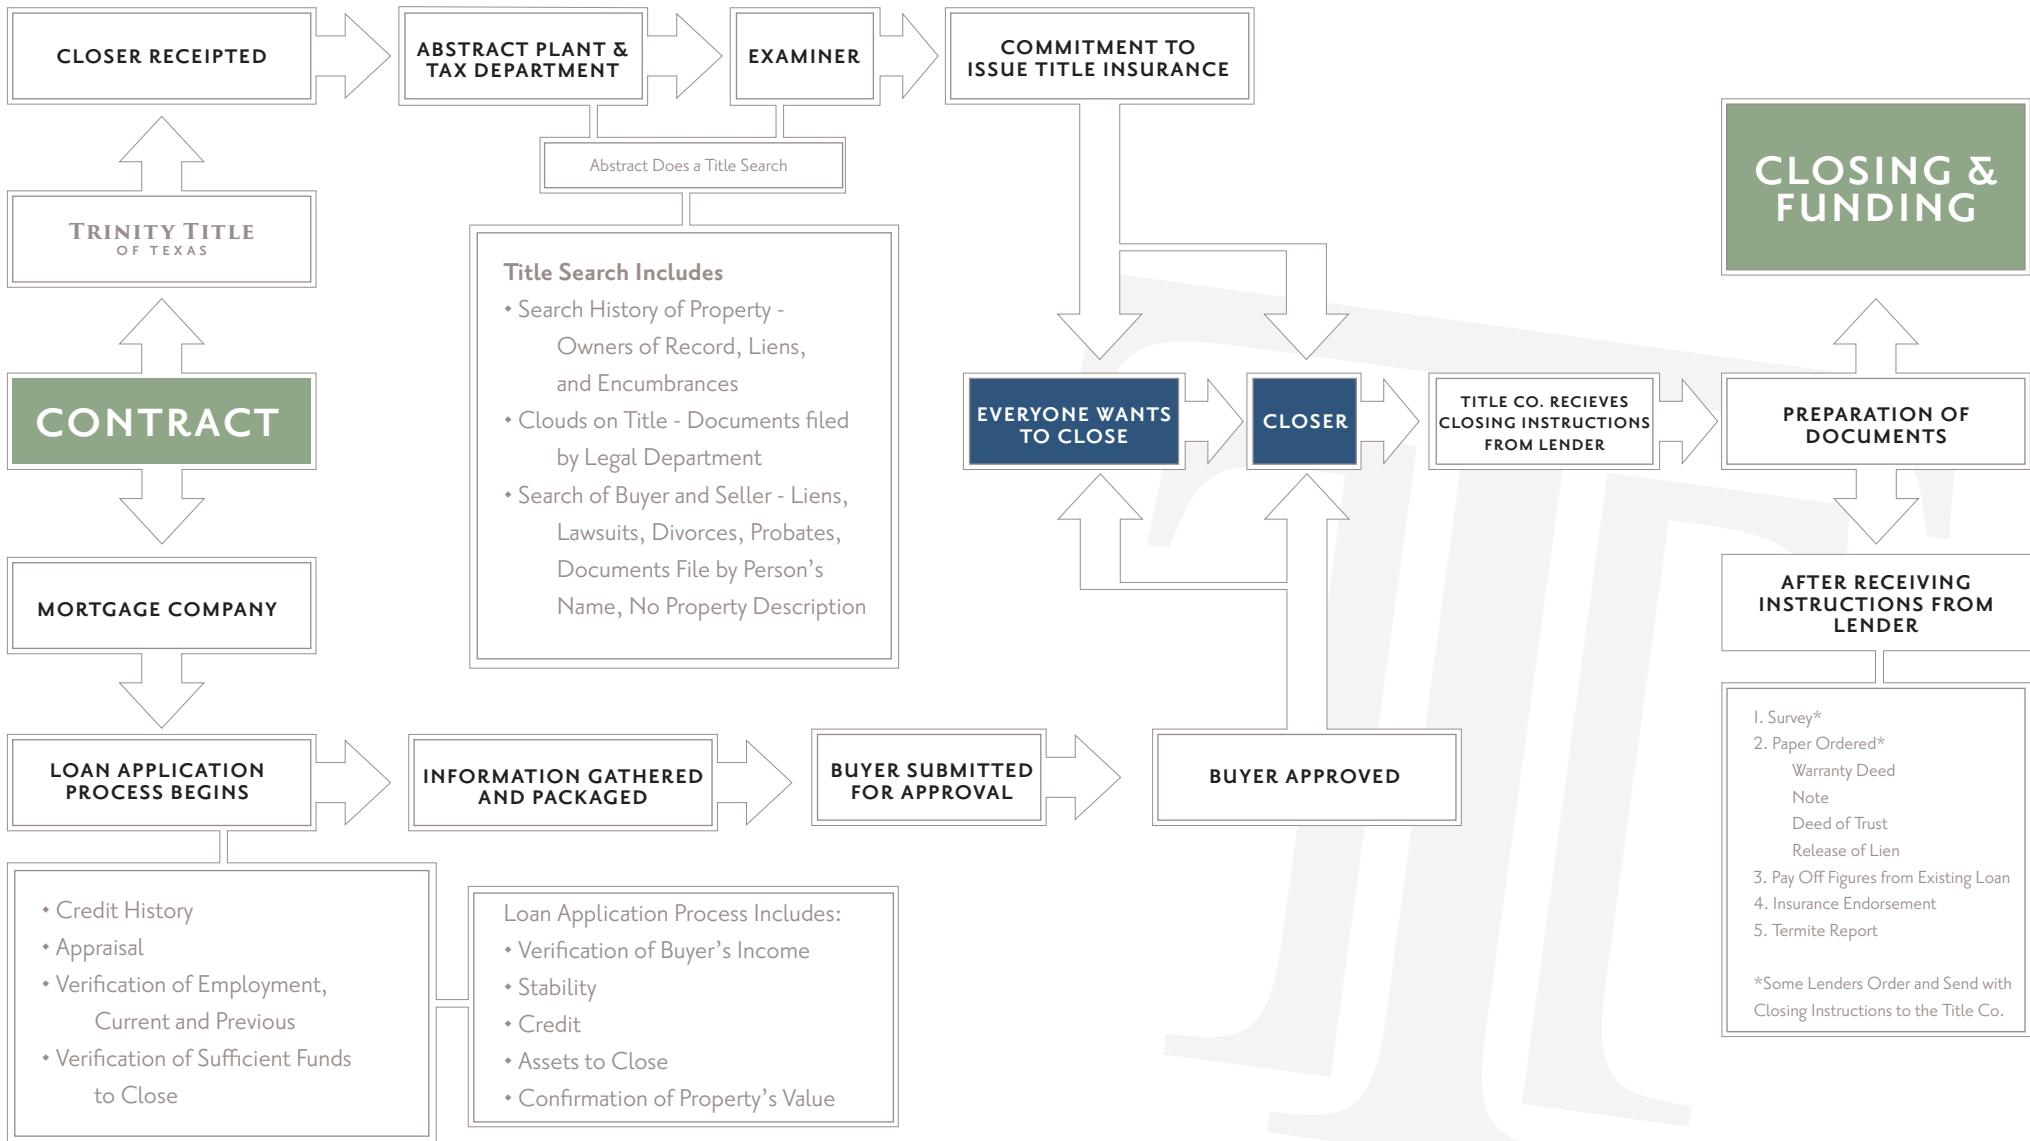 CLOSER RECEIPTED
ABSTRACT PLANT &
TAX DEPARTMENT
EXAMINER
COMMITMENT TO
ISSUE TITLE INSURANCE
Abstract Does a Title Search
TRINITY TITLE
OF TEXAS
CLOSING &
FUNDING
Title Search Includes
• Search History of Property -
Owners of Record, Liens,
and Encumbrances
• Clouds on Title - Documents filed
by Legal Department
• Search of Buyer and Seller - Liens,
Lawsuits, Divorces, Probates,
Documents File by Person's
Name, No Property Description
CONTRACT
EVERYONE WANTS
TO CLOSE
CLOSER
TITLE CO. RECIEVES
CLOSING INSTRUCTIONS
FROM LENDER
PREPARATION OF
DOCUMENTS
MORTGAGE COMPANY
AFTER RECEIVING
INSTRUCTIONS FROM
LENDER
LOAN APPLICATION
PROCESS BEGINS
INFORMATION GATHERED
AND PACKAGED
BUYER SUBMITTED
FOR APPROVAL
BUYER APPROVED
1. Survey*
2. Paper Ordered*
Warranty Deed
Note
Deed of Trust
Release of Lien
3. Pay Off Figures from Existing Loan
4. Insurance Endorsement
5. Termite Report
*Some Lenders Order and Send with
Closing Instructions to the Title Co.
• Credit History
• Appraisal
• Verification of Employment,
Current and Previous
• Verification of Sufficient Funds
to Close
Loan Application Process Includes:
• Verification of Buyer's Income
• Stability
• Credit
• Assets to Close
• Confirmation of Property's Value